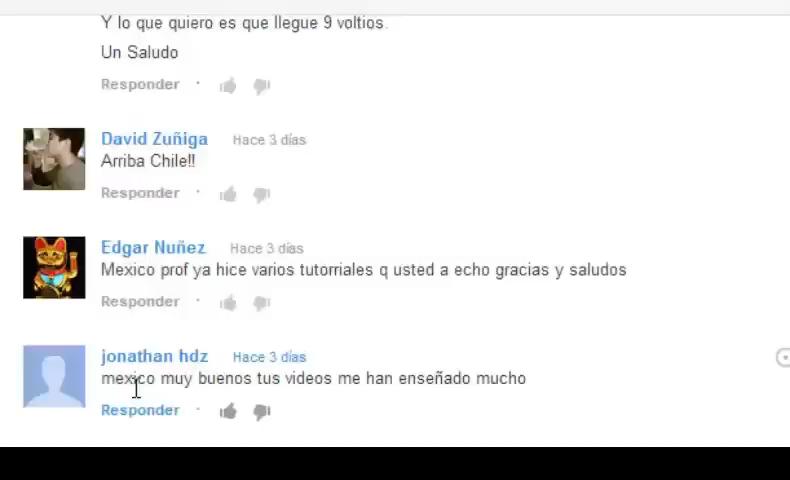 Y lo que quiero es que llegue 9 voltios.
Un Saludo
Responder ·
David Zuñiga Hace 3 días
Arriba Chile!!
Responder ·
Edgar Nuñez Hace 3 días
Mexico prof ya hice varios tutorriales q usted a echo gracias y saludos
Responder ·
jonathan hdz Hace 3 días
mexico muy buenos tus videos me han enseñado mucho
Responder ·